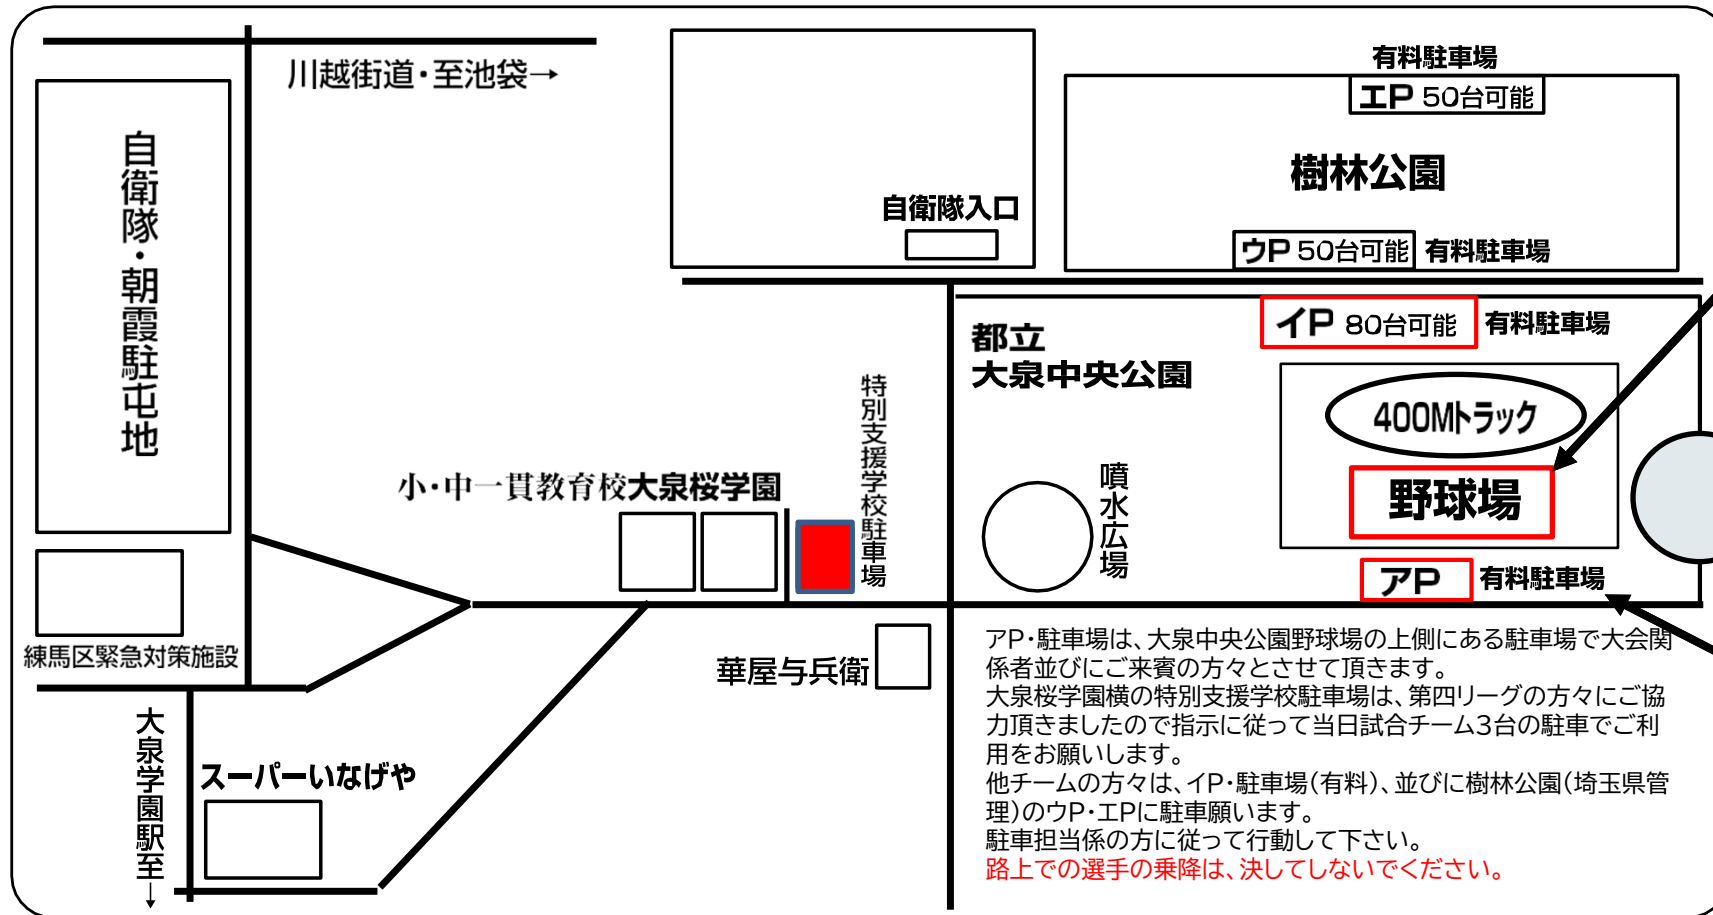 川越街道・至池袋→
有料駐車場
エP 50台可能
自衛隊・朝霞駐屯地
樹林公園
自衛隊入口
ウP 50台可能 有料駐車場
イP 80台可能 有料駐車場
都立
大泉中央公園
特別支援学校駐車場
400Mトラック
小・中一貫教育校大泉桜学園
噴水広場
野球場
アP 有料駐車場
練馬区緊急対策施設
華屋与兵衛
アP・駐車場は、大泉中央公園野球場の上側にある駐車場で大会関
係者並びにご来賓の方々とさせて頂きます。
大泉桜学園横の特別支援学校駐車場は、第四リーグの方々にご協
力頂きましたので指示に従って当日試合チーム3台の駐車でご利
用をお願いします。
他チームの方々は、イP・駐車場(有料)、並びに樹林公園(埼玉県管
理)のウP・エPに駐車願います。
駐車担当係の方に従って行動して下さい。
路上での選手の乗降は、決してしないでください。
大泉学園駅至→
スーパーいなげや